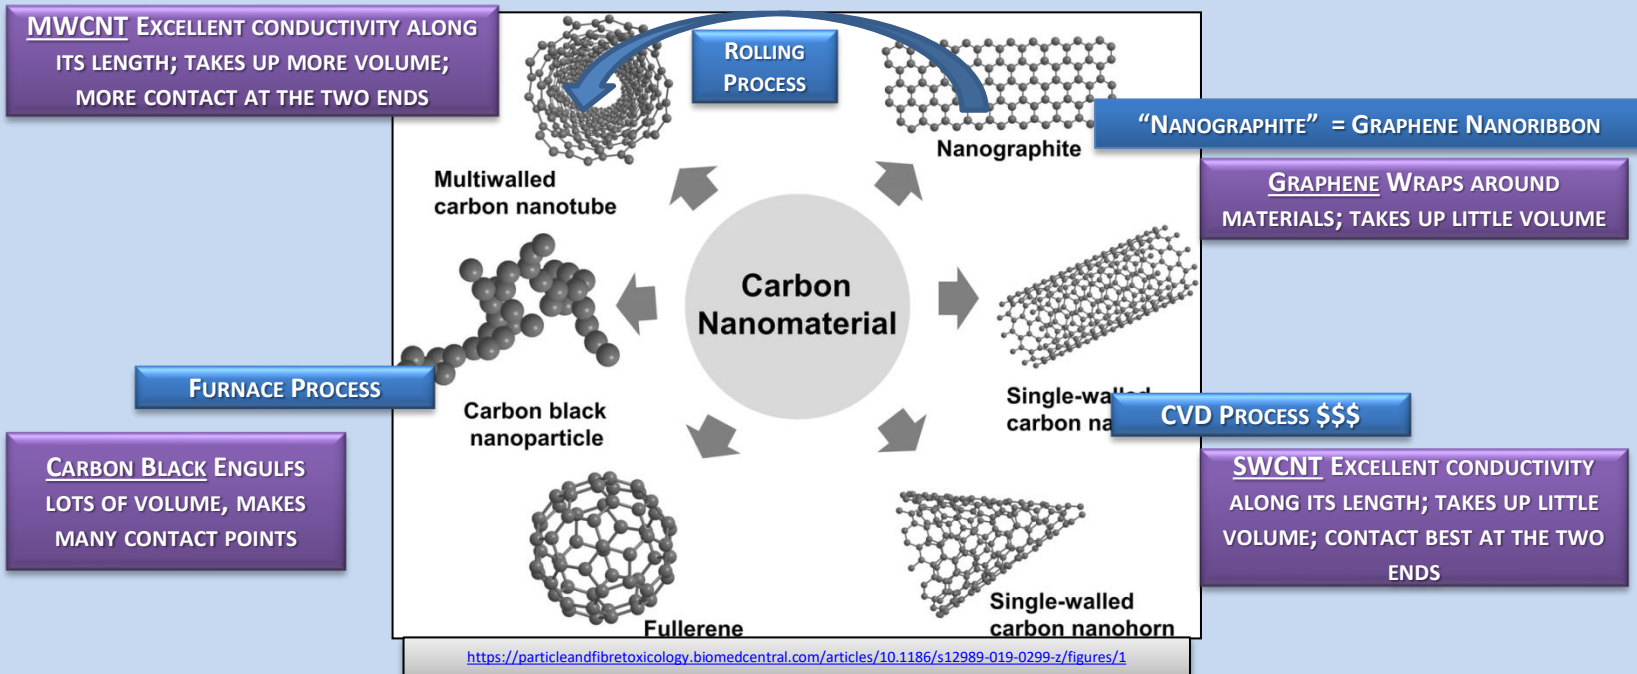 MWCNT Excellent conductivity along
its length; takes up more volume;
more contact at the two ends
Rolling
Process
"Nanographite" = Graphene Nanoribbon
Nanographite
Graphene Wraps around
materials; takes up little volume
Multiwalled
carbon nanotube
Carbon
Nanomaterial
Furnace Process
Carbon black
nanoparticle
Single-walled
carbon na
CVD Process $$$
Carbon Black Engulfs
lots of volume, makes
many contact points
SWCNT Excellent conductivity
along its length; takes up little
volume; contact best at the two
ends
Fullerene
Single-walled
carbon nanohorn
https://particleandfibretoxicology.biomedcentral.com/articles/10.1186/s12989-019-0299-z/figures/1